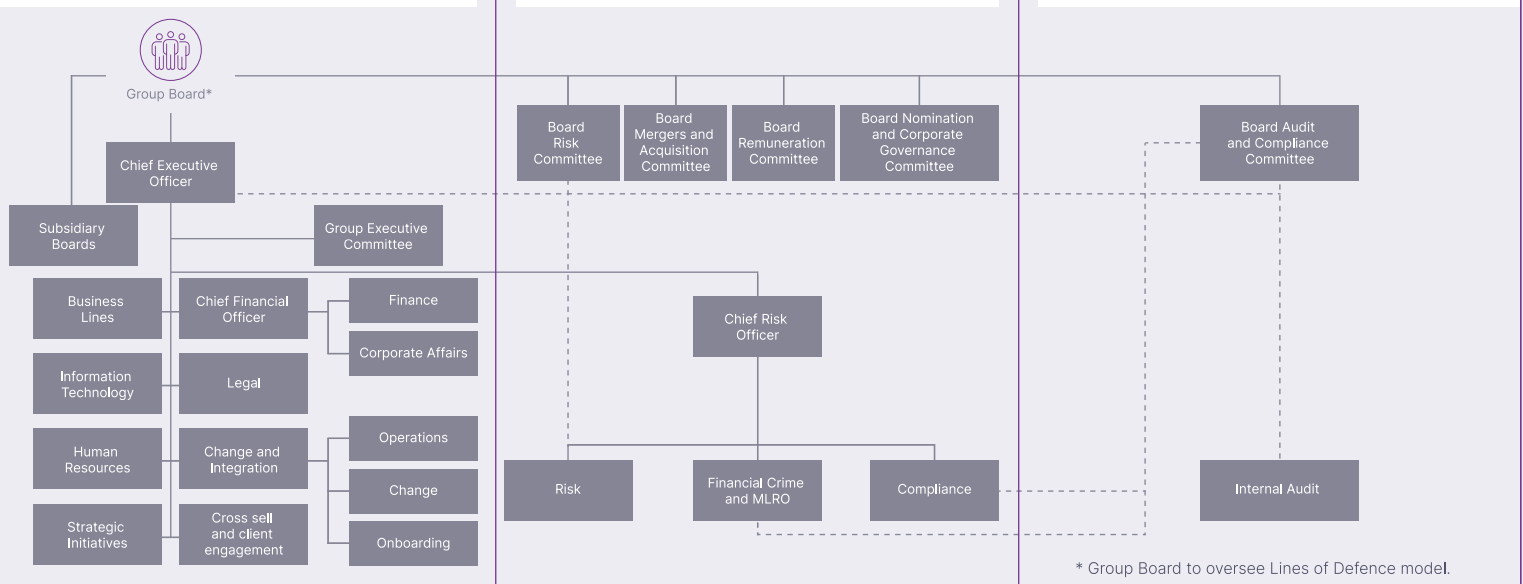 Group Board*
Chief Executive
Officer
Subsidiary
Boards
Group Executive
Committee
Business
Lines
Chief Financial
Officer
Finance
Corporate Affairs
Information
Technology
Legal
Human
Resources
Change and
Integration
Operations
Change
Onboarding
Strategic
Initiatives
Cross sell
and client
engagement
Board
Risk
Committee
Board
Mergers and
Acquisition
Committee
Board
Remuneration
Committee
Board Nomination
and Corporate
Governance
Committee
Chief Risk
Officer
Risk
Financial Crime
and MLRO
Compliance
Board Audit
and Compliance
Committee
Internal Audit
* Group Board to oversee Lines of Defence model.